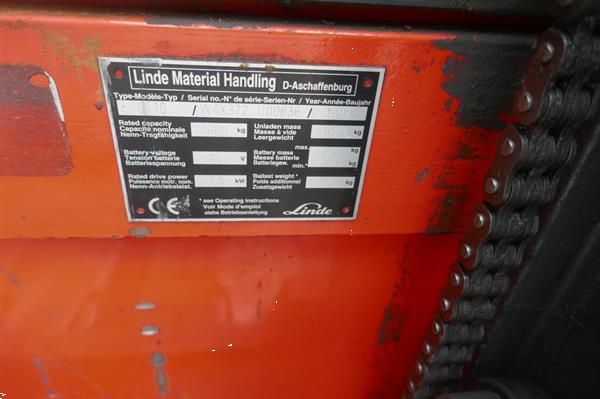 Linde Material Handling D-Aschaffenburg
Type-Modèle-Typ / Serial no.-N° de série-Serien-Nr / Year-Année-Baujahr
/ /
Rated capacity
Capacité nominale
Nenn-Tragfähigkeit
kg
Unladen mass
Masse à vide
Leergewicht
kg
Battery voltage
Tension batterie
Batteriespannung
V
Battery mass
Masse batterie
Batteriegew.
max.
min.*
kg
kg
Rated drive power
Puissance motr. nom.
Nenn-Antriebsleist.
kW
Ballast weight *
Poids additionnel
Zusatzgewicht
kg
CE
* see Operating instructions
Voir Mode d'emploi
siehe Betriebsanleitung
Linde